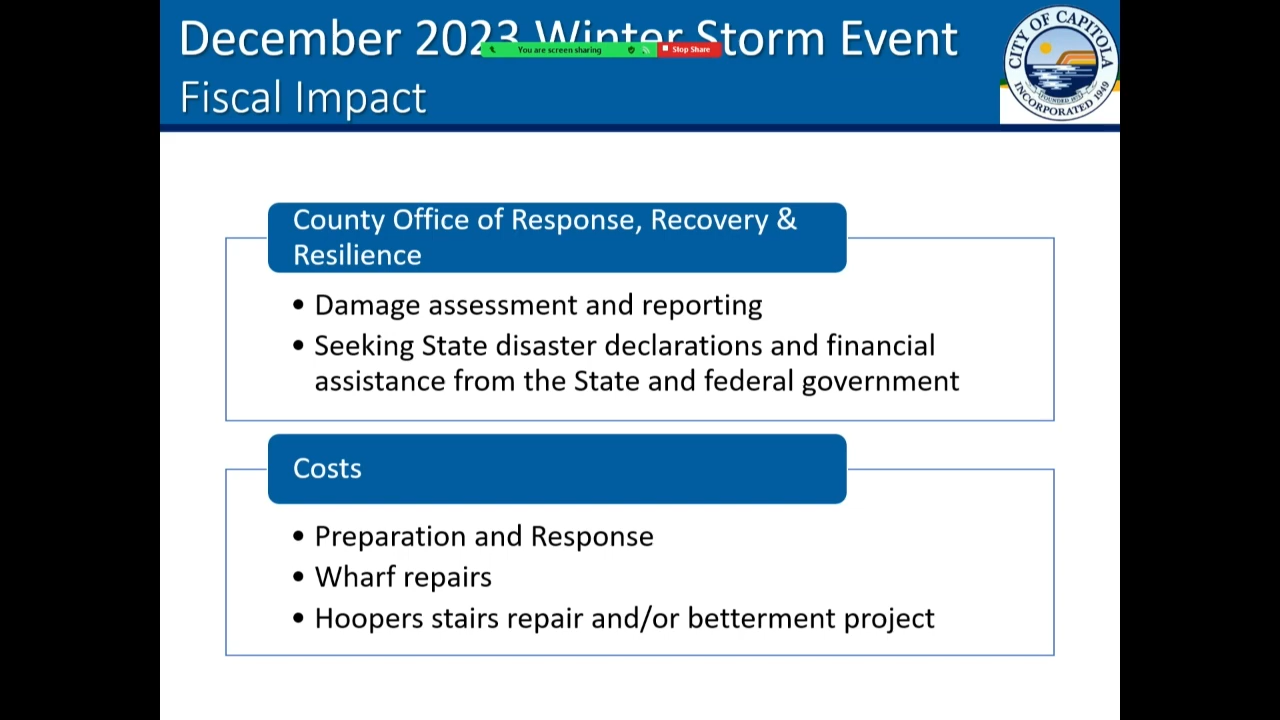 December 2023 Winter Storm Event
You are screen sharing
Stop Share
Fiscal Impact
CITY OF CAPITOLA
INCORPORATED 1949
County Office of Response, Recovery &
Resilience
• Damage assessment and reporting
• Seeking State disaster declarations and financial
assistance from the State and federal government
Costs
• Preparation and Response
• Wharf repairs
• Hoopers stairs repair and/or betterment project